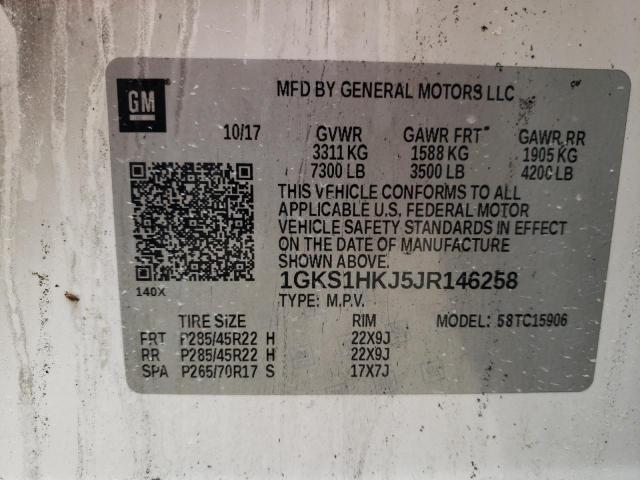 GM
MFD BY GENERAL MOTORS LLC
10/17 GVWR GAWR FRT GAWR RR
3311 KG 1588 KG 1905 KG
7300 LB 3500 LB 4200 LB
THIS VEHICLE CONFORMS TO ALL
APPLICABLE U.S. FEDERAL MOTOR
VEHICLE SAFETY STANDARDS IN EFFECT
ON THE DATE OF MANUFACTURE
SHOWN ABOVE.
140X
1GKS1HKJ5JR146258
TYPE: M.P.V.
TIRE SIZE RIM MODEL: 58TC15906
FRT P285/45R22 H 22X9J
RR P285/45R22 H 22X9J
SPA P265/70R17 S 17X7J